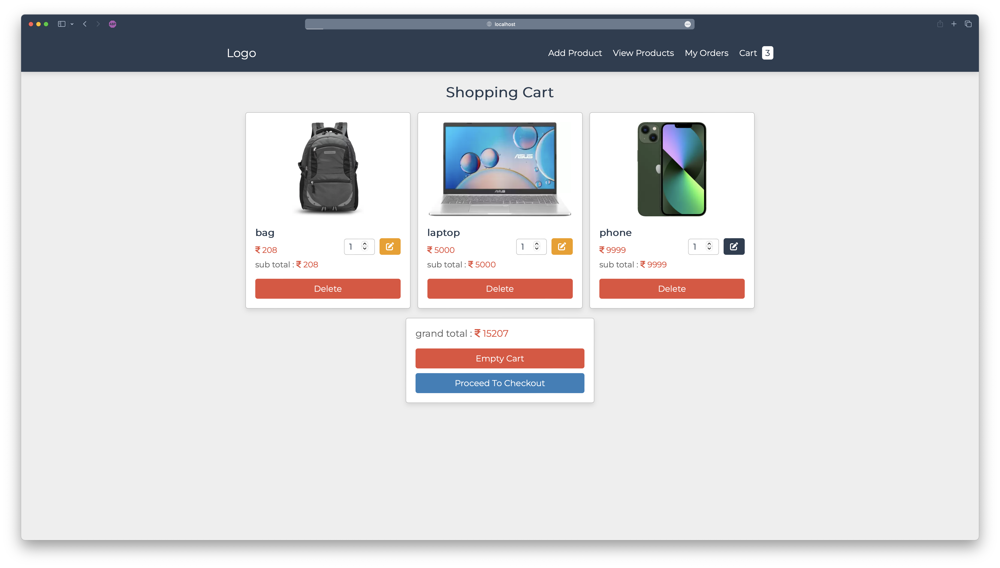 ABP
localhost
Logo
Add Product View Products My Orders Cart 3
Shopping Cart
ASUS
ASUS
bag
₹ 208
1
sub total : ₹ 208
Delete
laptop
₹ 5000
1
sub total : ₹ 5000
Delete
phone
₹ 9999
1
sub total : ₹ 9999
Delete
grand total : ₹ 15207
Empty Cart
Proceed To Checkout